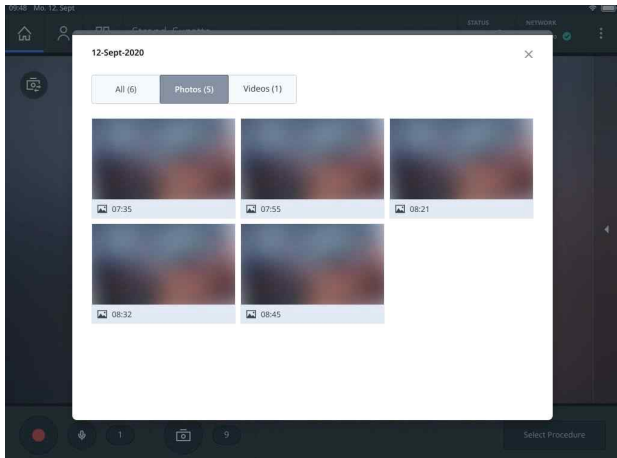 09:48 Mo. 12. Sept
STATUS
NETWORK
12-Sept-2020
All (6)
Photos (5)
Videos (1)
07:35
07:55
08:21
08:32
08:45
1
9
Select Procedure